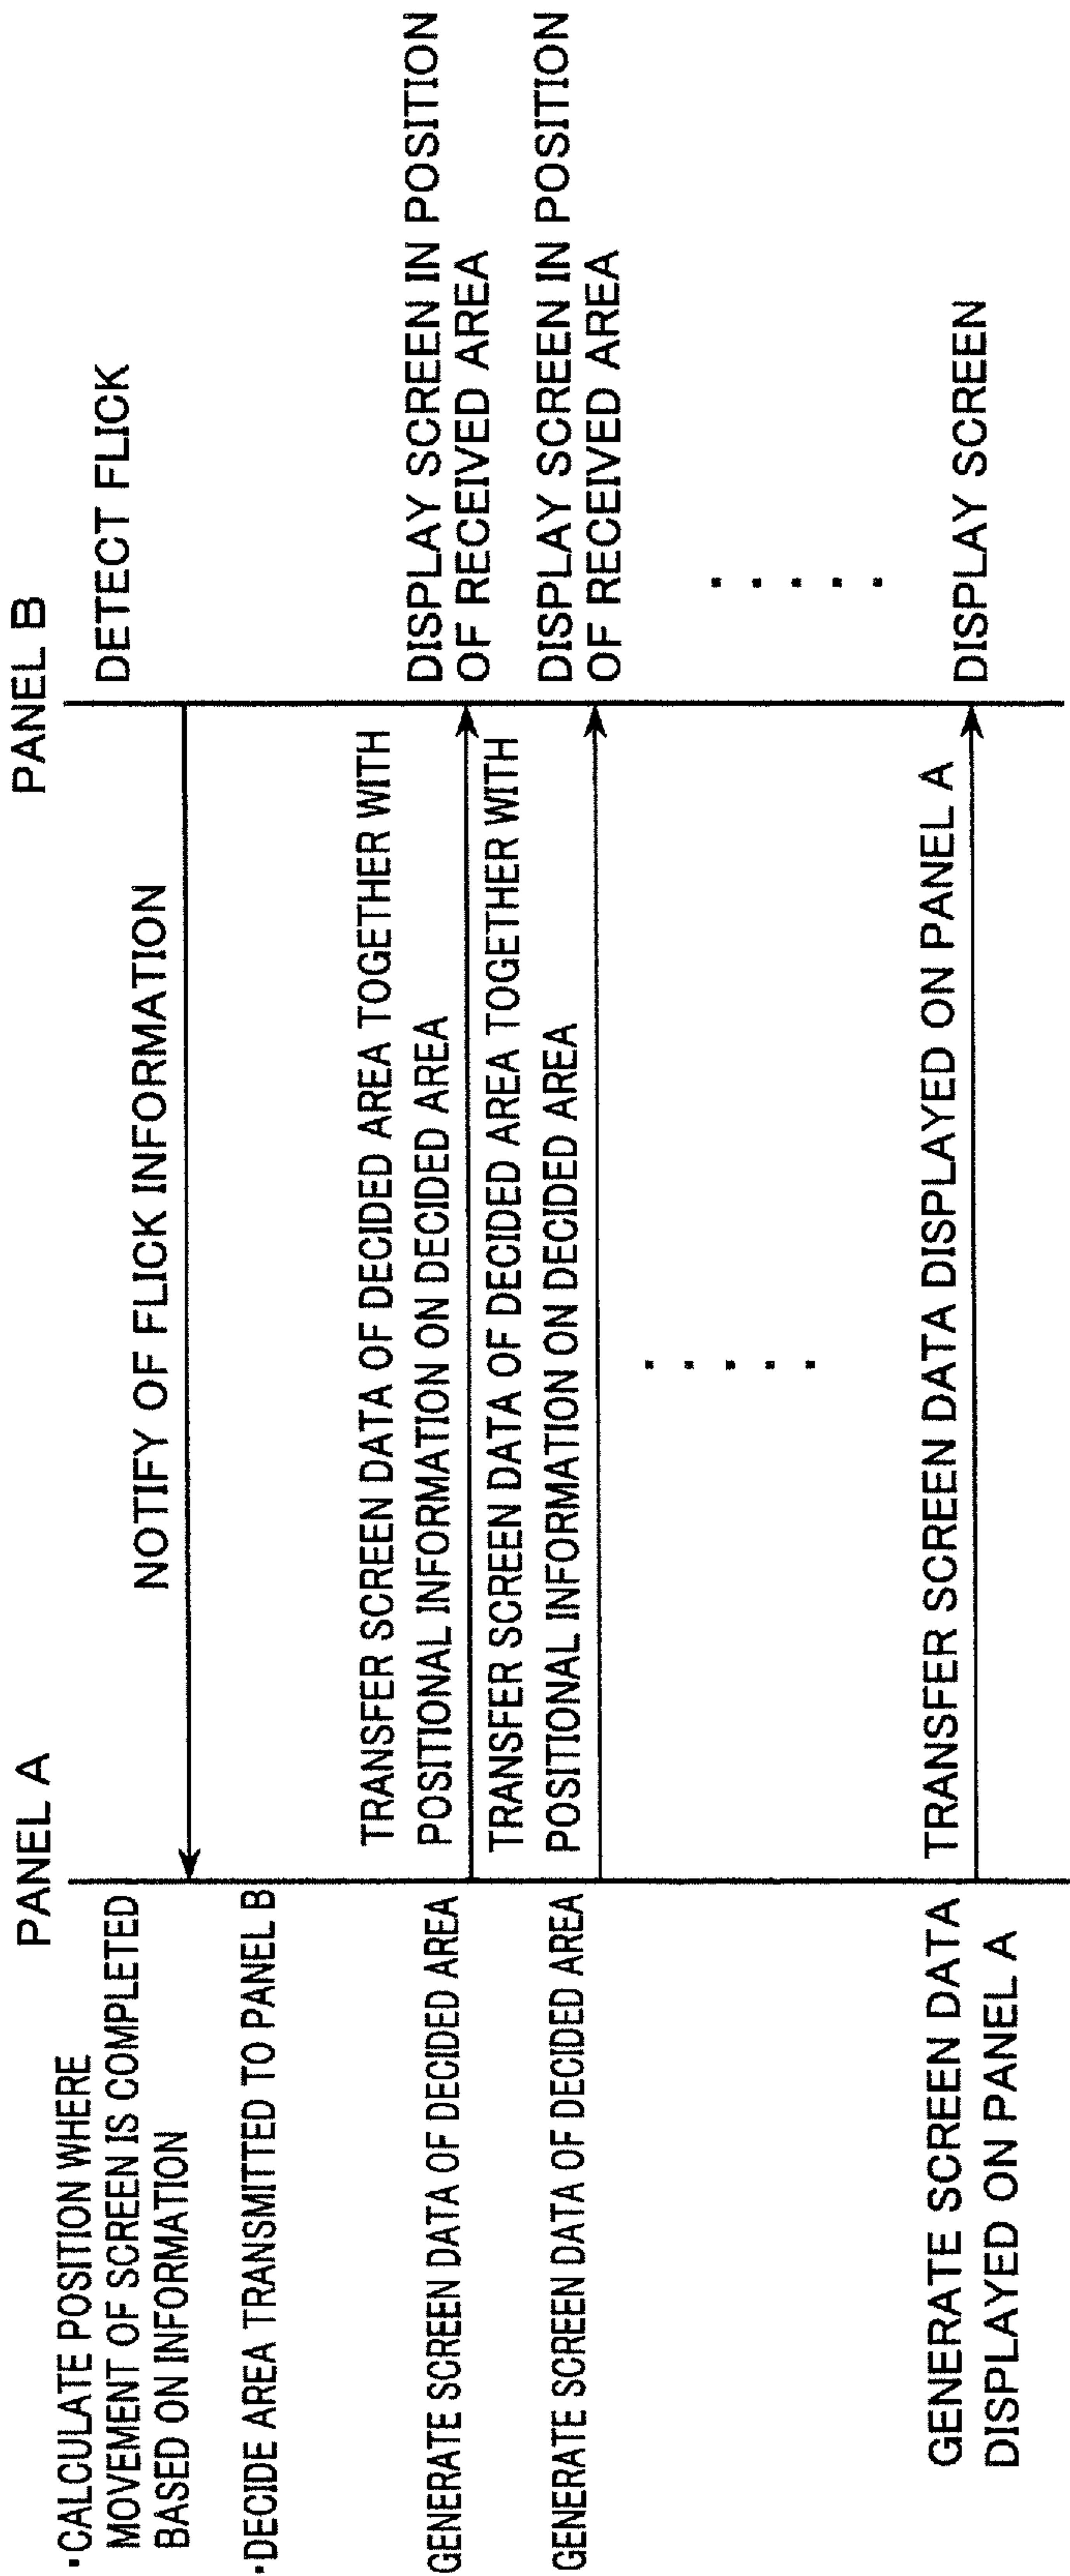 PANEL A
PANEL B
·CALCULATE POSITION WHERE
MOVEMENT OF SCREEN IS COMPLETED
BASED ON INFORMATION
DETECT FLICK
NOTIFY OF FLICK INFORMATION
·DECIDE AREA TRANSMITTED TO PANEL B
GENERATE SCREEN DATA OF DECIDED AREA
TRANSFER SCREEN DATA OF DECIDED AREA TOGETHER WITH
POSITIONAL INFORMATION ON DECIDED AREA
DISPLAY SCREEN IN POSITION
OF RECEIVED AREA
GENERATE SCREEN DATA OF DECIDED AREA
TRANSFER SCREEN DATA OF DECIDED AREA TOGETHER WITH
POSITIONAL INFORMATION ON DECIDED AREA
DISPLAY SCREEN IN POSITION
OF RECEIVED AREA
GENERATE SCREEN DATA
DISPLAYED ON PANEL A
TRANSFER SCREEN DATA DISPLAYED ON PANEL A
DISPLAY SCREEN